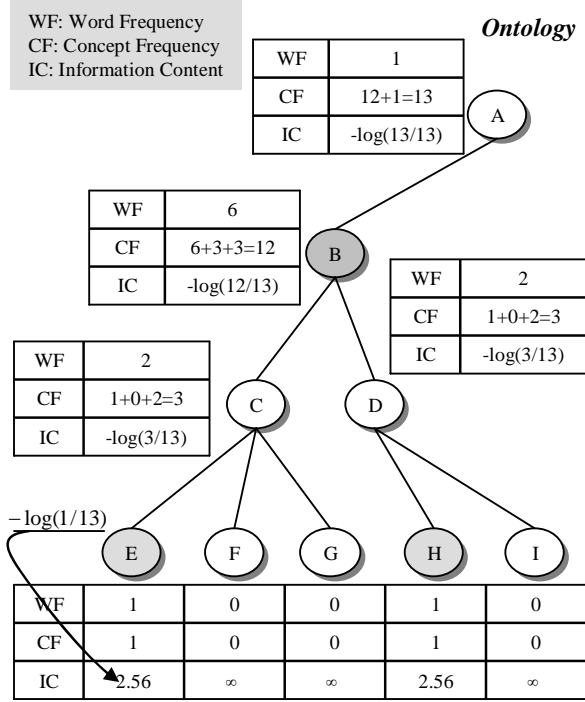 WF: Word Frequency
CF: Concept Frequency
IC: Information Content
Ontology
WF 1
CF 12+1=13
IC -log(13/13)
A
WF 6
CF 6+3+3=12
IC -log(12/13)
B
WF 2
CF 1+0+2=3
IC -log(3/13)
WF 2
CF 1+0+2=3
IC -log(3/13)
C D
−log(1/13)
E F G H I
WF 1 0 0 1 0
CF 1 0 0 1 0
IC 2.56 ∞ ∞ 2.56 ∞